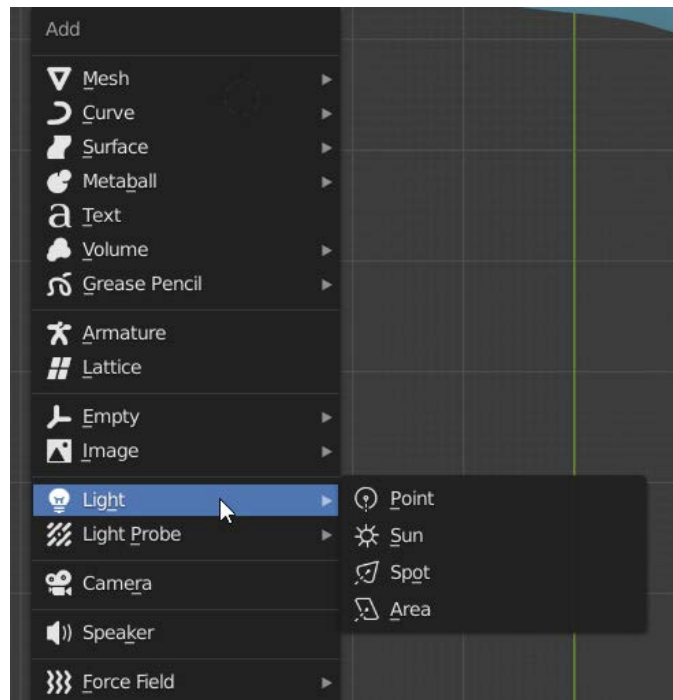 Add
Mesh
Curve
Surface
Metaball
Text
Volume
Grease Pencil
Armature
Lattice
Empty
Image
Light
Light Probe
Camera
Speaker
Force Field
Point
Sun
Spot
Area